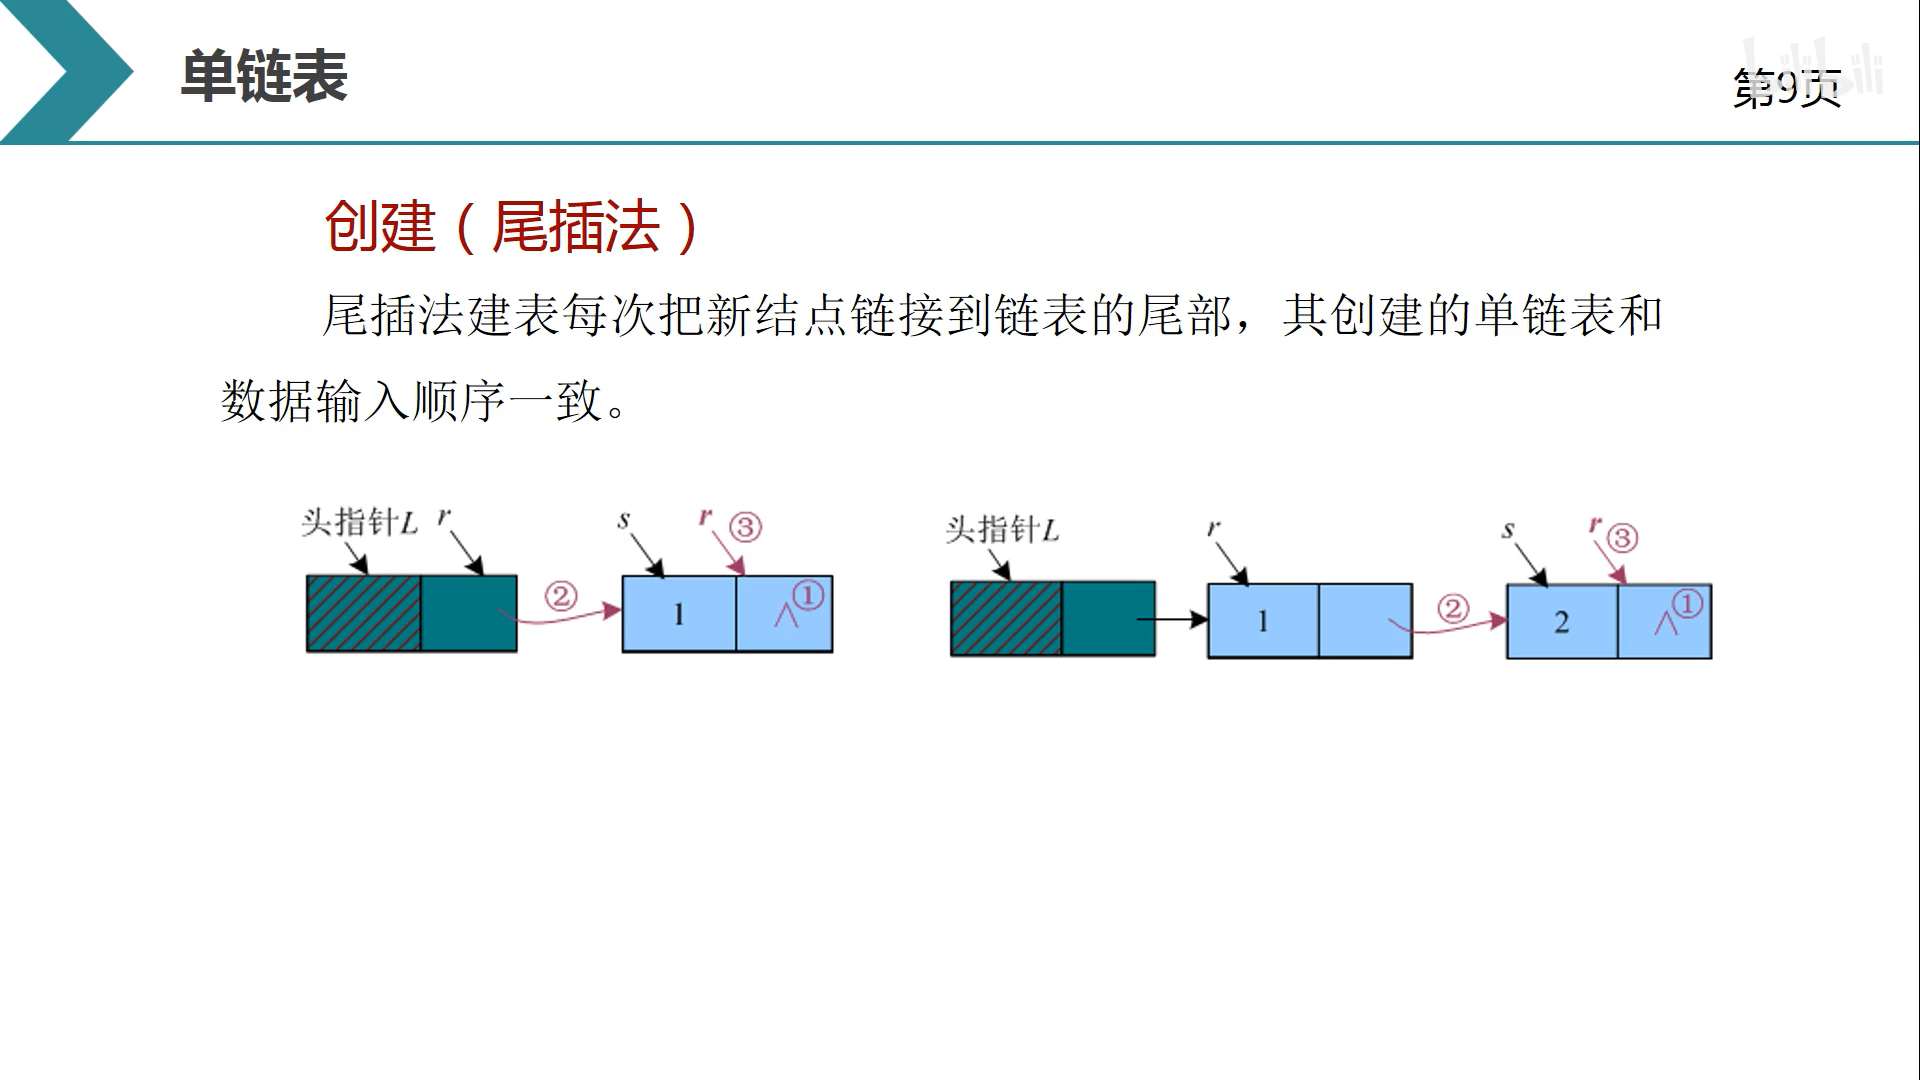 单链表
第9页
bilibili
创建（尾插法）
尾插法建表每次把新结点链接到链表的尾部，其创建的单链表和
数据输入顺序一致。
头指针L r s r ③
② 1 ∧ ①
头指针L r s r ③
1 ② 2 ∧ ①